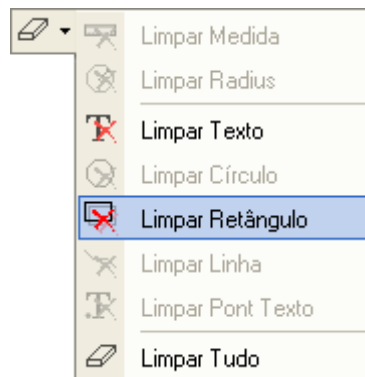 Limpar Medida
Limpar Radius
Limpar Texto
Limpar Círculo
Limpar Retângulo
Limpar Linha
Limpar Pont Texto
Limpar Tudo